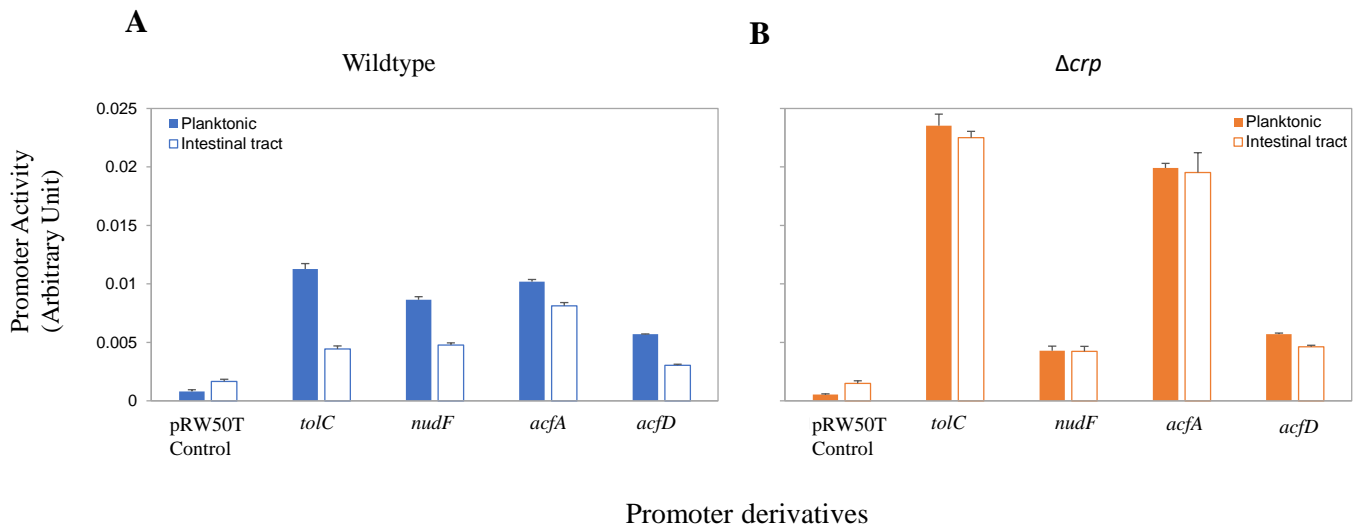 A
B
Wildtype
Δcrp
Promoter Activity
(Arbitrary Unit)
0.025
0.02
0.015
0.01
0.005
0
Planktonic
Intestinal tract
pRW50T
Control
tolC
nudF
acfA
acfD
Planktonic
Intestinal tract
pRW50T
Control
tolC
nudF
acfA
acfD
Promoter derivatives